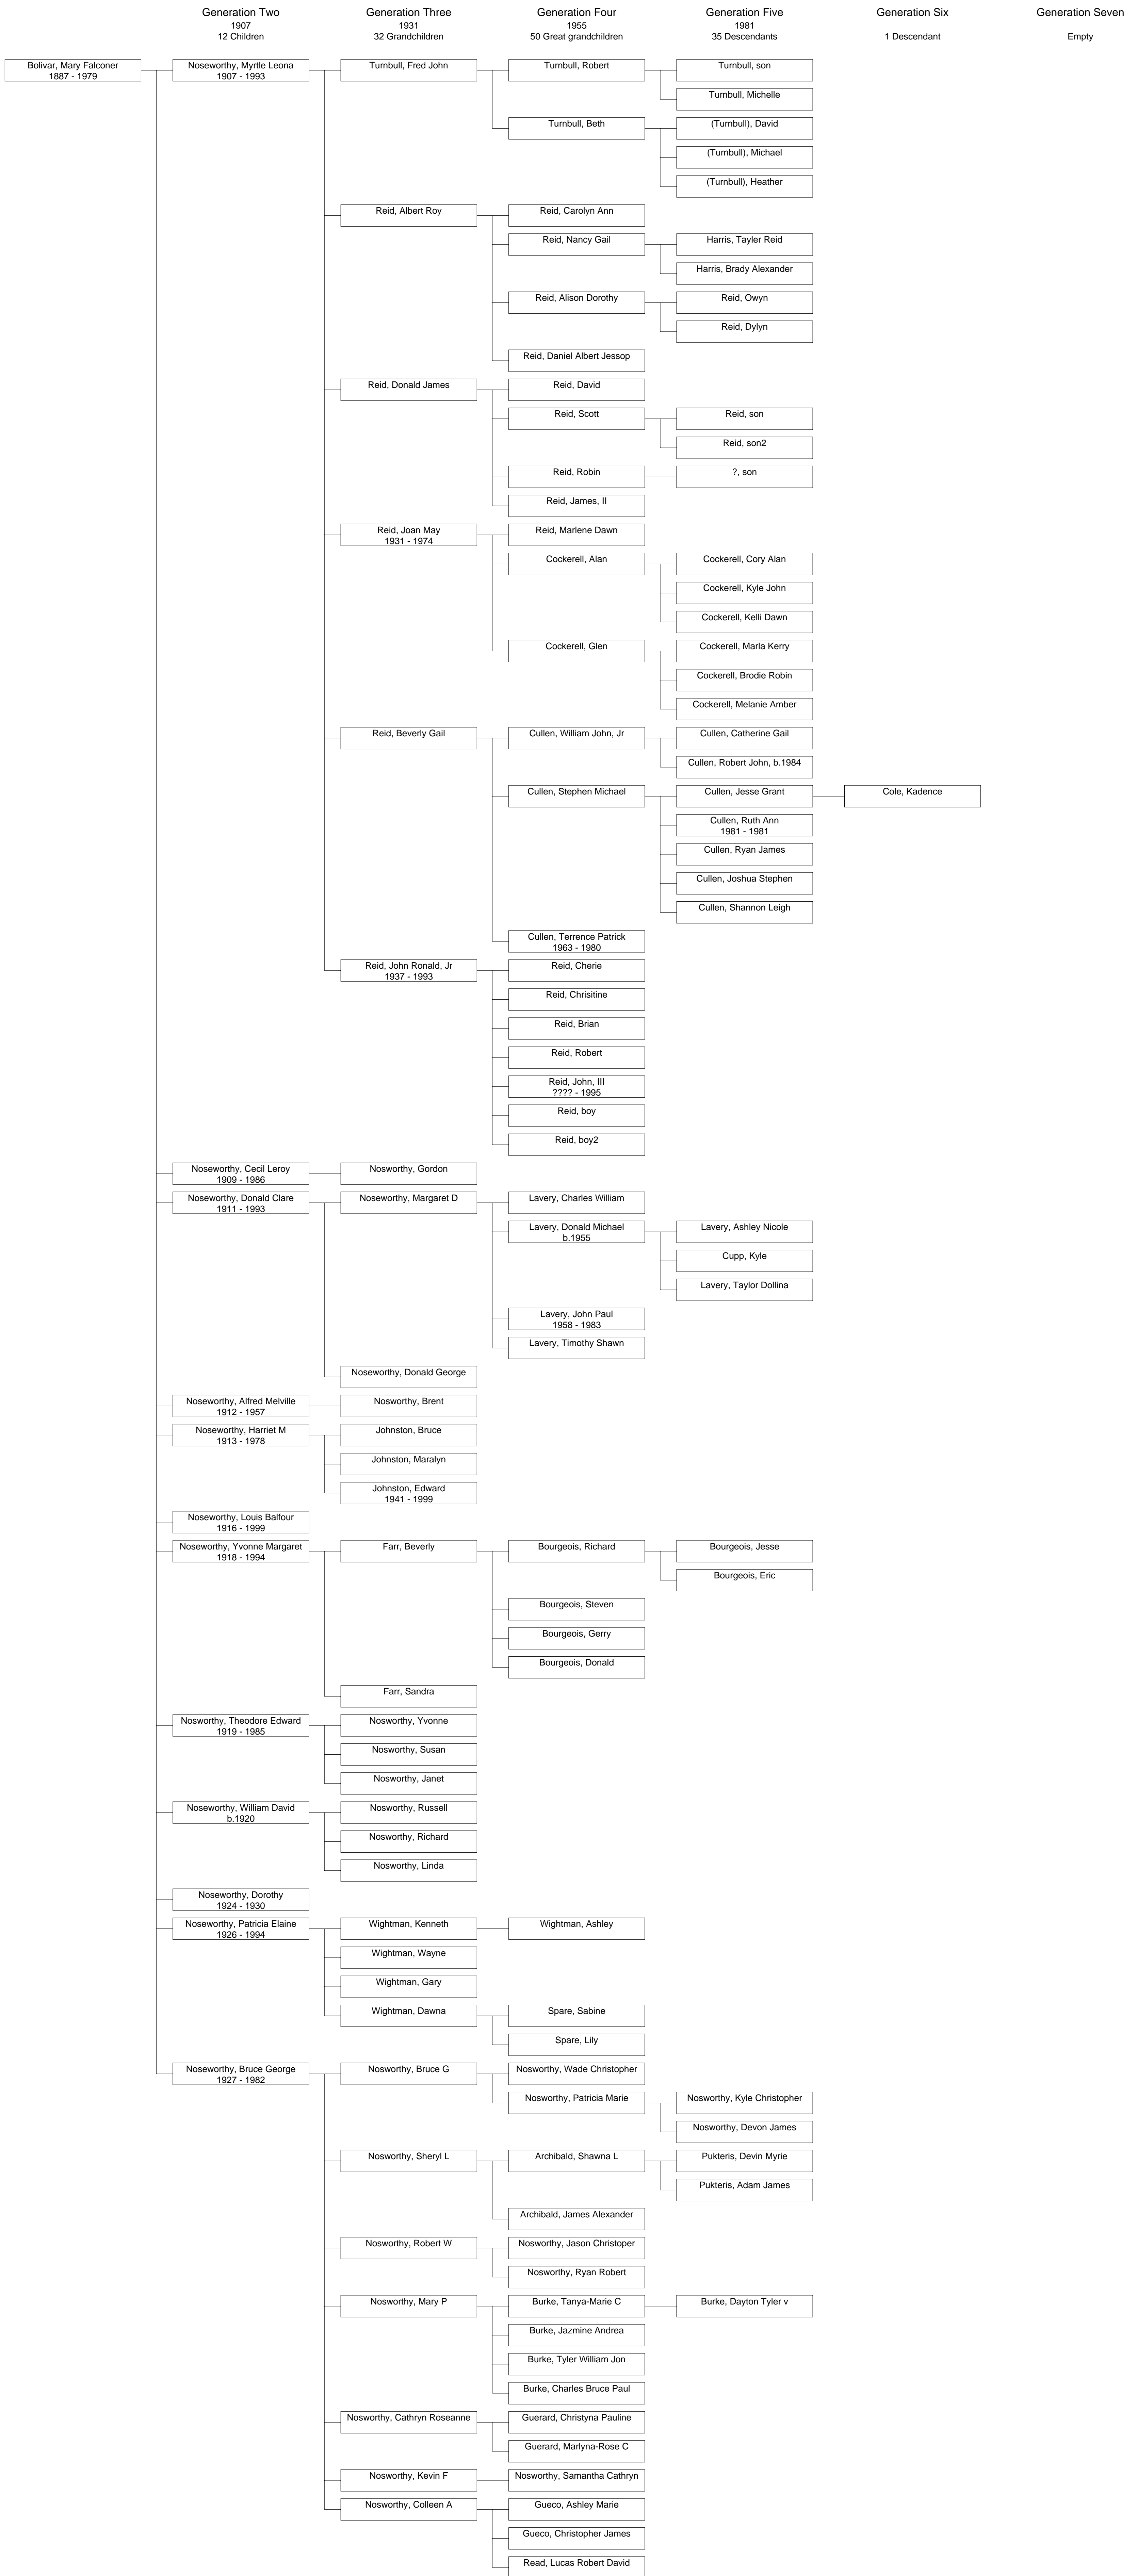 Generation Two
1907
12 Children
Generation Three
1931
32 Grandchildren
Generation Four
1955
50 Great grandchildren
Generation Five
1981
35 Descendants
Generation Six
1 Descendant
Generation Seven
Empty
Bolivar, Mary Falconer
1887 - 1979
Noseworthy, Myrtle Leona
1907 - 1993
Turnbull, Fred John
Turnbull, Robert
Turnbull, son
Turnbull, Michelle
Turnbull, Beth
(Turnbull), David
(Turnbull), Michael
(Turnbull), Heather
Reid, Albert Roy
Reid, Carolyn Ann
Reid, Nancy Gail
Harris, Tayler Reid
Harris, Brady Alexander
Reid, Alison Dorothy
Reid, Owyn
Reid, Dylyn
Reid, Daniel Albert Jessop
Reid, Donald James
Reid, David
Reid, Scott
Reid, son
Reid, son2
Reid, Robin
?, son
Reid, James, II
Reid, Joan May
1931 - 1974
Reid, Marlene Dawn
Cockerell, Alan
Cockerell, Cory Alan
Cockerell, Kyle John
Cockerell, Kelli Dawn
Cockerell, Glen
Cockerell, Marla Kerry
Cockerell, Brodie Robin
Cockerell, Melanie Amber
Reid, Beverly Gail
Cullen, William John, Jr
Cullen, Catherine Gail
Cullen, Robert John, b.1984
Cullen, Stephen Michael
Cullen, Jesse Grant
Cole, Kadence
Cullen, Ruth Ann
1981 - 1981
Cullen, Ryan James
Cullen, Joshua Stephen
Cullen, Shannon Leigh
Cullen, Terrence Patrick
1963 - 1980
Reid, John Ronald, Jr
1937 - 1993
Reid, Cherie
Reid, Chrisitine
Reid, Brian
Reid, Robert
Reid, John, III
???? - 1995
Reid, boy
Reid, boy2
Noseworthy, Cecil Leroy
1909 - 1986
Nosworthy, Gordon
Noseworthy, Donald Clare
1911 - 1993
Noseworthy, Margaret D
Lavery, Charles William
Lavery, Donald Michael
b.1955
Lavery, Ashley Nicole
Cupp, Kyle
Lavery, Taylor Dollina
Lavery, John Paul
1958 - 1983
Lavery, Timothy Shawn
Noseworthy, Donald George
Noseworthy, Alfred Melville
1912 - 1957
Nosworthy, Brent
Noseworthy, Harriet M
1913 - 1978
Johnston, Bruce
Johnston, Maralyn
Johnston, Edward
1941 - 1999
Noseworthy, Louis Balfour
1916 - 1999
Noseworthy, Yvonne Margaret
1918 - 1994
Farr, Beverly
Bourgeois, Richard
Bourgeois, Jesse
Bourgeois, Eric
Bourgeois, Steven
Bourgeois, Gerry
Bourgeois, Donald
Farr, Sandra
Nosworthy, Theodore Edward
1919 - 1985
Nosworthy, Yvonne
Nosworthy, Susan
Nosworthy, Janet
Noseworthy, William David
b.1920
Nosworthy, Russell
Nosworthy, Richard
Nosworthy, Linda
Noseworthy, Dorothy
1924 - 1930
Noseworthy, Patricia Elaine
1926 - 1994
Wightman, Kenneth
Wightman, Ashley
Wightman, Wayne
Wightman, Gary
Wightman, Dawna
Spare, Sabine
Spare, Lily
Noseworthy, Bruce George
1927 - 1982
Nosworthy, Bruce G
Nosworthy, Wade Christopher
Nosworthy, Patricia Marie
Nosworthy, Kyle Christopher
Nosworthy, Devon James
Nosworthy, Sheryl L
Archibald, Shawna L
Pukteris, Devin Myrie
Pukteris, Adam James
Archibald, James Alexander
Nosworthy, Robert W
Nosworthy, Jason Christoper
Nosworthy, Ryan Robert
Nosworthy, Mary P
Burke, Tanya-Marie C
Burke, Dayton Tyler v
Burke, Jazmine Andrea
Burke, Tyler William Jon
Burke, Charles Bruce Paul
Nosworthy, Cathryn Roseanne
Guerard, Christyna Pauline
Guerard, Marlyna-Rose C
Nosworthy, Kevin F
Nosworthy, Samantha Cathryn
Nosworthy, Colleen A
Gueco, Ashley Marie
Gueco, Christopher James
Read, Lucas Robert David